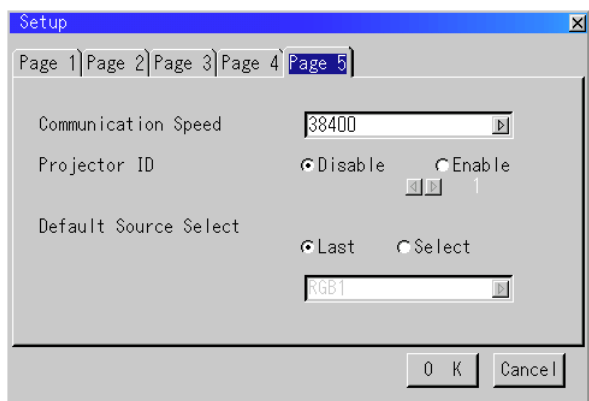 Setup
Page 1 Page 2 Page 3 Page 4 Page 5
Communication Speed 38400
Projector ID Disable Enable
1
Default Source Select
Last Select
RGB1
O K Cancel